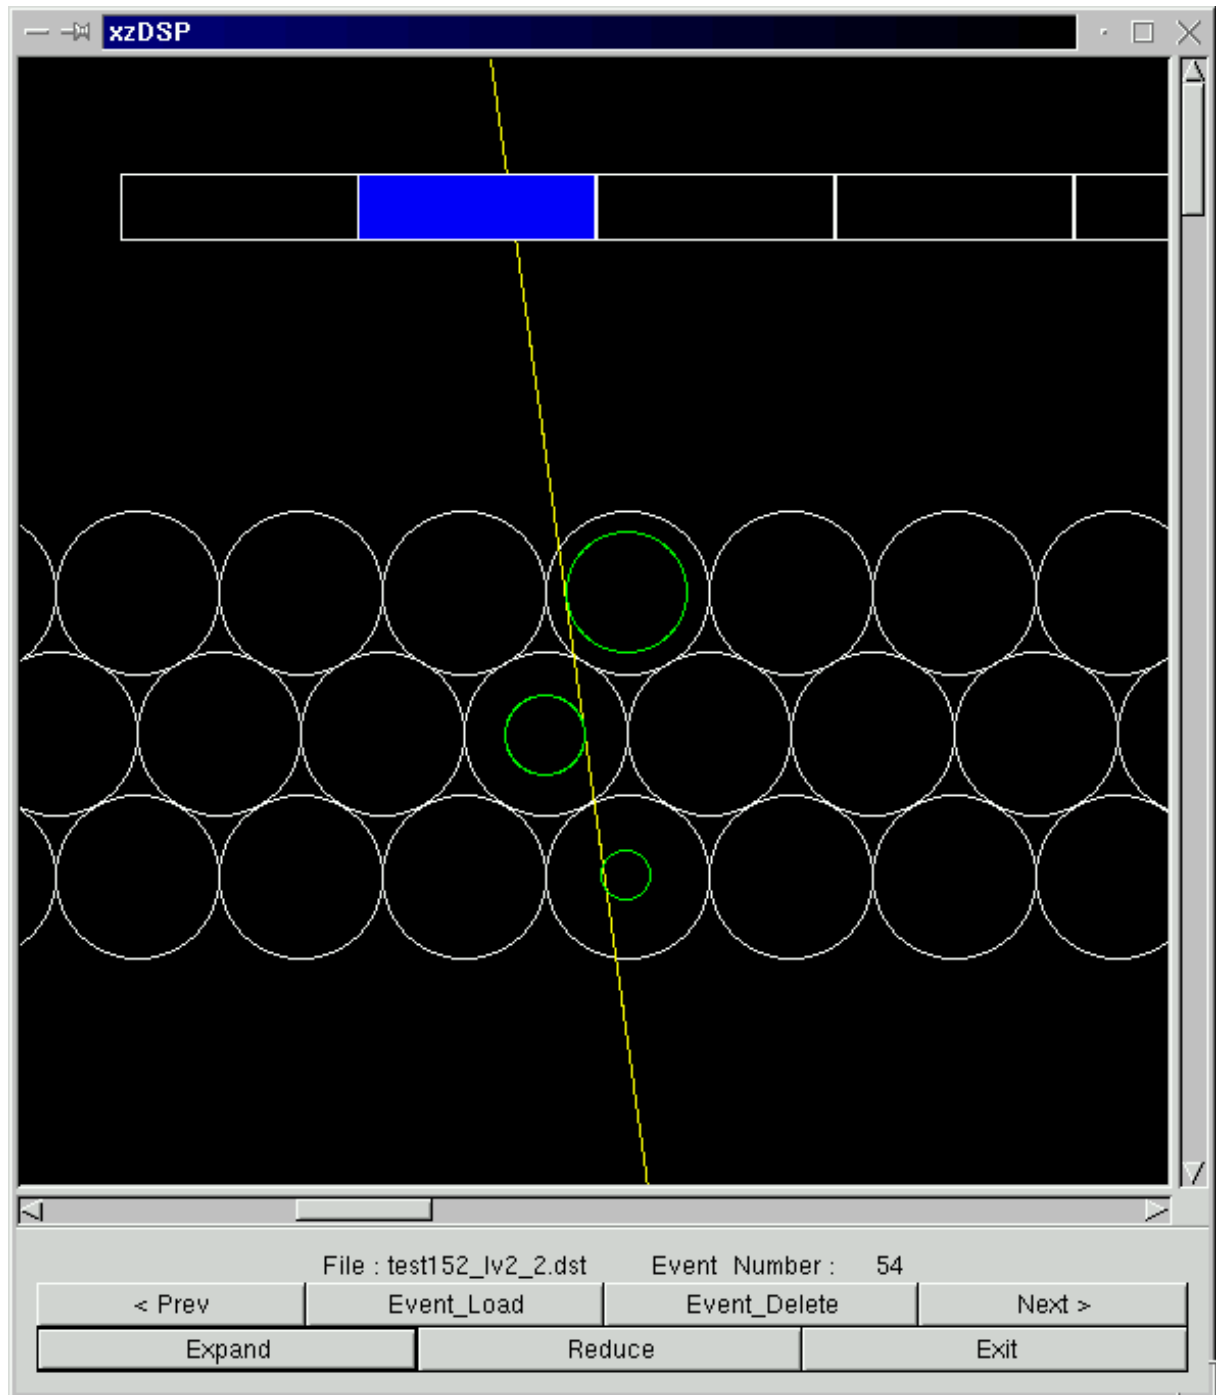 xzDSP
File : test152_lv2_2.dst Event Number : 54
< Prev Event_Load Event_Delete Next >
Expand Reduce Exit